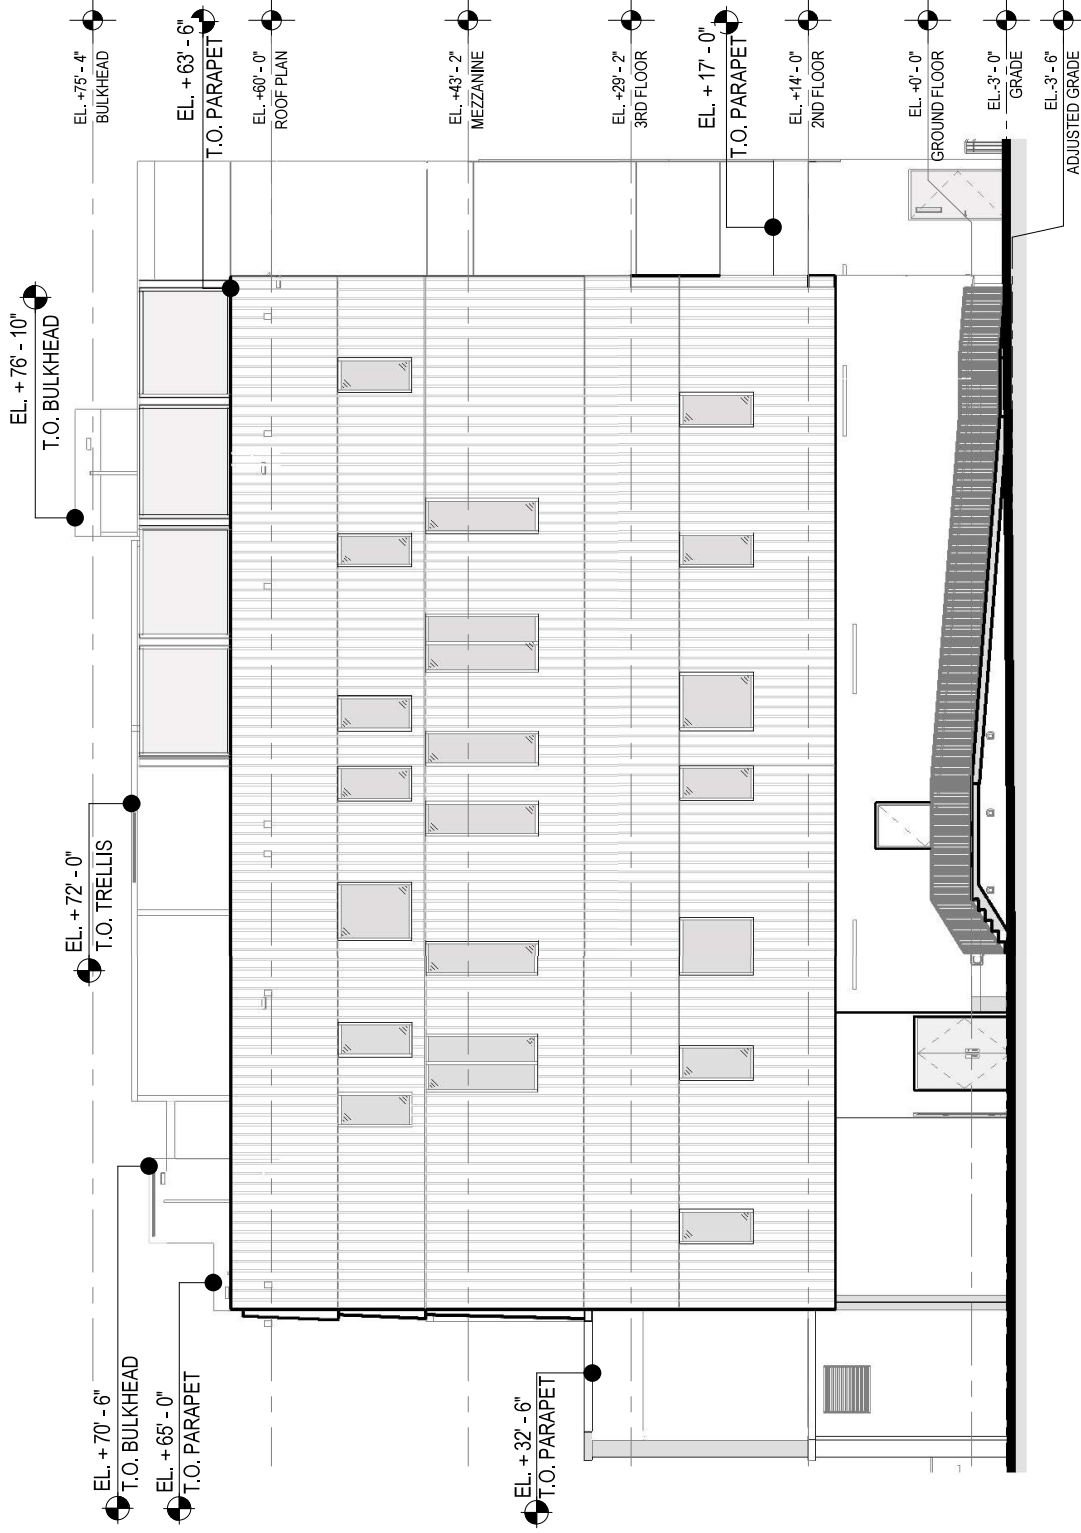 EL. +75' - 4"
BULKHEAD
EL. + 63' - 6"
T.O. PARAPET
EL. +60' - 0"
ROOF PLAN
EL. +43' - 2"
MEZZANINE
EL. +29' - 2"
3RD FLOOR
EL. + 17' - 0"
T.O. PARAPET
EL. +14' - 0"
2ND FLOOR
EL. +0' - 0"
GROUND FLOOR
EL.-3' - 0"
GRADE
EL.-3' - 6"
ADJUSTED GRADE
EL. + 76' - 10"
T.O. BULKHEAD
EL. + 72' - 0"
T.O. TRELLIS
EL. + 70' - 6"
T.O. BULKHEAD
EL. + 65' - 0"
T.O. PARAPET
EL. + 32' - 6"
T.O. PARAPET